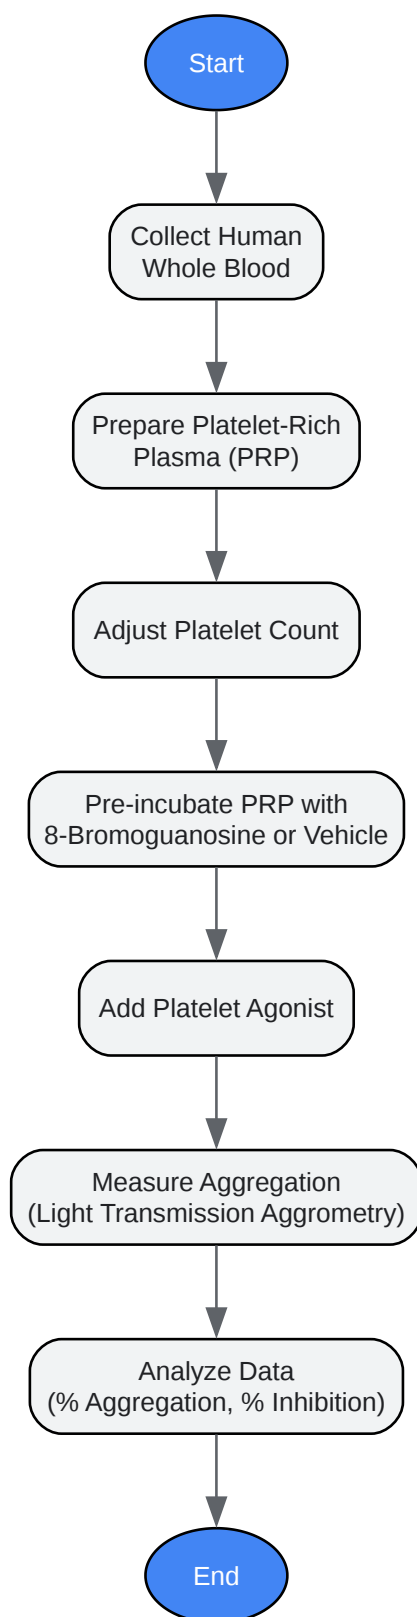 Start
Collect Human
Whole Blood
Prepare Platelet-Rich
Plasma (PRP)
Adjust Platelet Count
Pre-incubate PRP with
8-Bromoguanosine or Vehicle
Add Platelet Agonist
Measure Aggregation
(Light Transmission Aggrometry)
Analyze Data
(% Aggregation, % Inhibition)
End